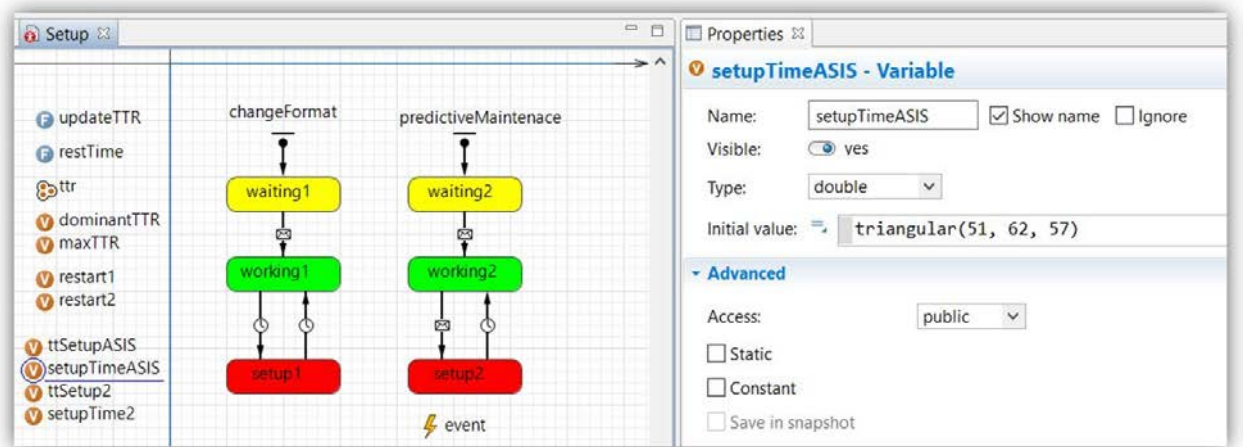 Setup
updateTTR
restTime
ttr
dominantTTR
maxTTR
restart1
restart2
ttSetupASIS
setupTimeASIS
ttSetup2
setupTime2
changeFormat
waiting1
working1
setup1
predictiveMaintenace
waiting2
working2
setup2
event
Properties
setupTimeASIS - Variable
Name: setupTimeASIS Show name Ignore
Visible: yes
Type: double
Initial value: triangular(51, 62, 57)
Advanced
Access: public
Static
Constant
Save in snapshot